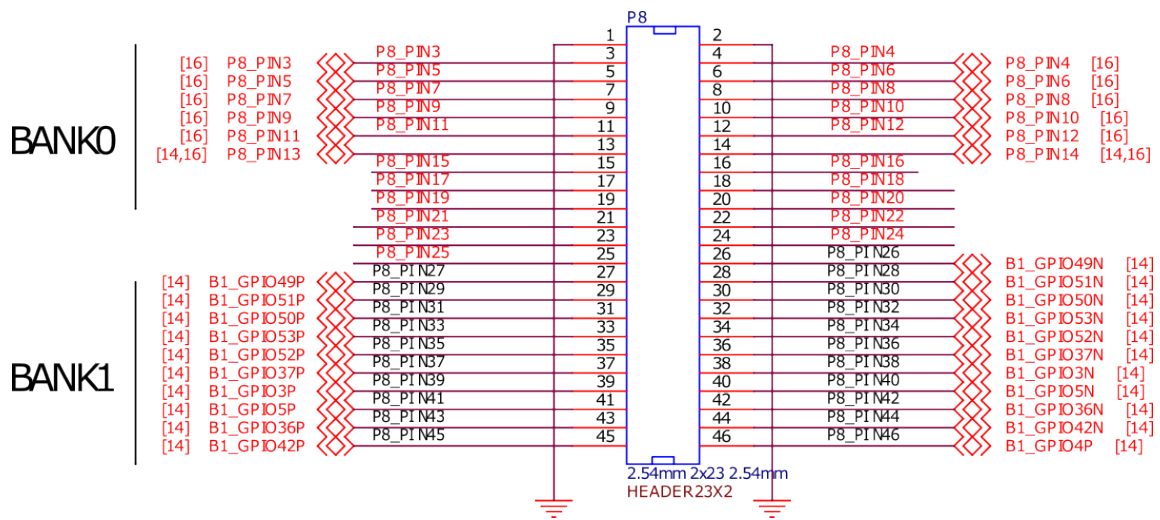 P8
1 2
P8_PIN3 3 4 P8_PIN4
[16] P8_PIN3 P8_PIN4 [16]
P8_PIN5 5 6 P8_PIN6
[16] P8_PIN5 P8_PIN6 [16]
P8_PIN7 7 8 P8_PIN8
[16] P8_PIN7 P8_PIN8 [16]
P8_PIN9 9 10 P8_PIN10
[16] P8_PIN9 P8_PIN10 [16]
P8_PIN11 11 12 P8_PIN12
[16] P8_PIN11 P8_PIN12 [16]
BANK0
13 14
[14,16] P8_PIN13 P8_PIN14 [14,16]
P8_PIN15 15 16 P8_PIN16
P8_PIN17 17 18 P8_PIN18
P8_PIN19 19 20 P8_PIN20
P8_PIN21 21 22 P8_PIN22
P8_PIN23 23 24 P8_PIN24
P8_PIN25 25 26 P8_PIN26
B1_GPIO49N [14]
P8_PIN27 27 28 P8_PIN28
[14] B1_GPIO49P B1_GPIO51N [14]
P8_PIN29 29 30 P8_PIN30
[14] B1_GPIO51P B1_GPIO50N [14]
P8_PIN31 31 32 P8_PIN32
[14] B1_GPIO50P B1_GPIO53N [14]
P8_PIN33 33 34 P8_PIN34
[14] B1_GPIO53P B1_GPIO52N [14]
P8_PIN35 35 36 P8_PIN36
[14] B1_GPIO52P B1_GPIO37N [14]
P8_PIN37 37 38 P8_PIN38
BANK1
[14] B1_GPIO37P B1_GPIO3N [14]
P8_PIN39 39 40 P8_PIN40
[14] B1_GPIO3P B1_GPIO5N [14]
P8_PIN41 41 42 P8_PIN42
[14] B1_GPIO5P B1_GPIO36N [14]
P8_PIN43 43 44 P8_PIN44
[14] B1_GPIO36P B1_GPIO42N [14]
P8_PIN45 45 46 P8_PIN46
[14] B1_GPIO42P B1_GPIO4P [14]
2.54mm 2x23 2.54mm
HEADER23X2